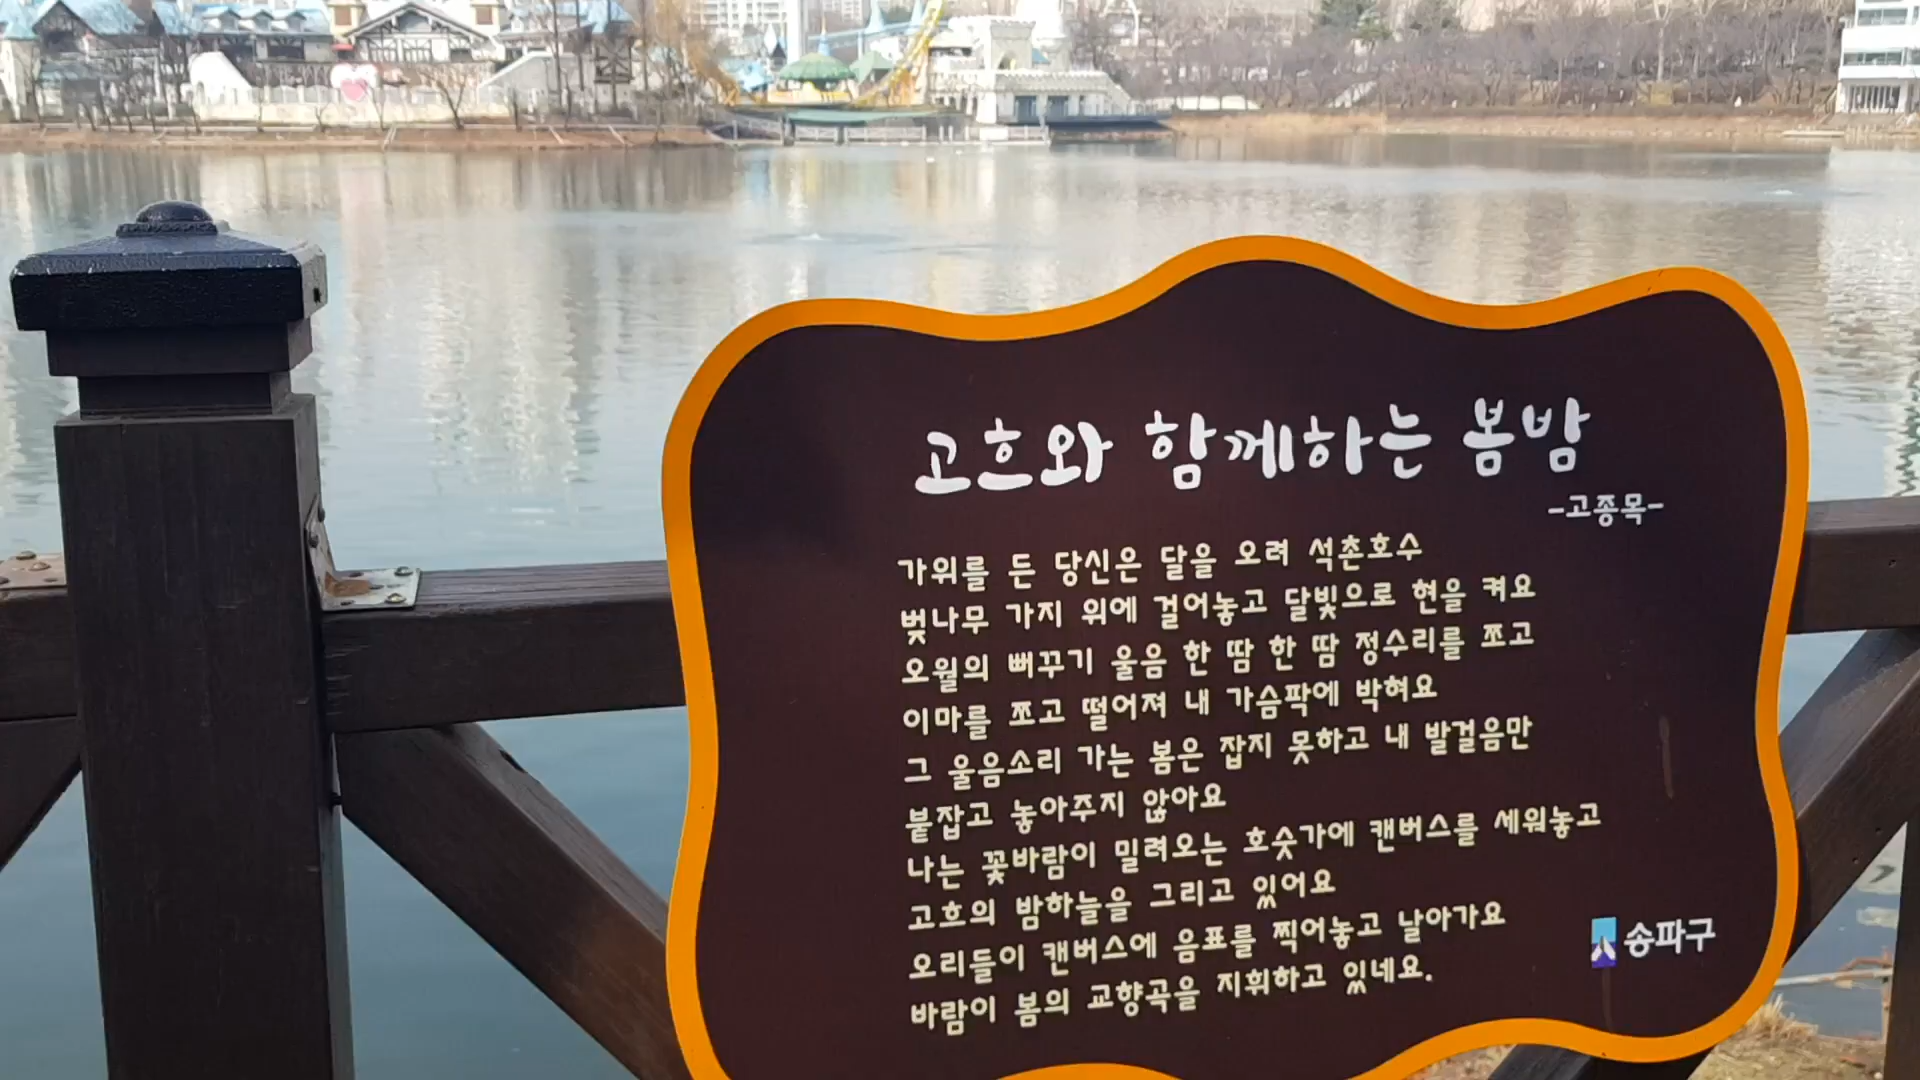 고흐와 함께하는 봄밤
-고종목-
가위를 든 당신은 달을 오려 석촌호수
벚나무 가지 위에 걸어놓고 달빛으로 현을 켜요
오월의 뻐꾸기 울음 한 땀 한 땀 정수리를 쪼고
이마를 쪼고 떨어져 내 가슴팍에 박혀요
그 울음소리 가는 봄은 잡지 못하고 내 발걸음만
붙잡고 놓아주지 않아요
나는 꽃바람이 밀려오는 호숫가에 캔버스를 세워놓고
고흐의 밤하늘을 그리고 있어요
오리들이 캔버스에 음표를 찍어놓고 날아가요
바람이 봄의 교향곡을 지휘하고 있네요.
송파구